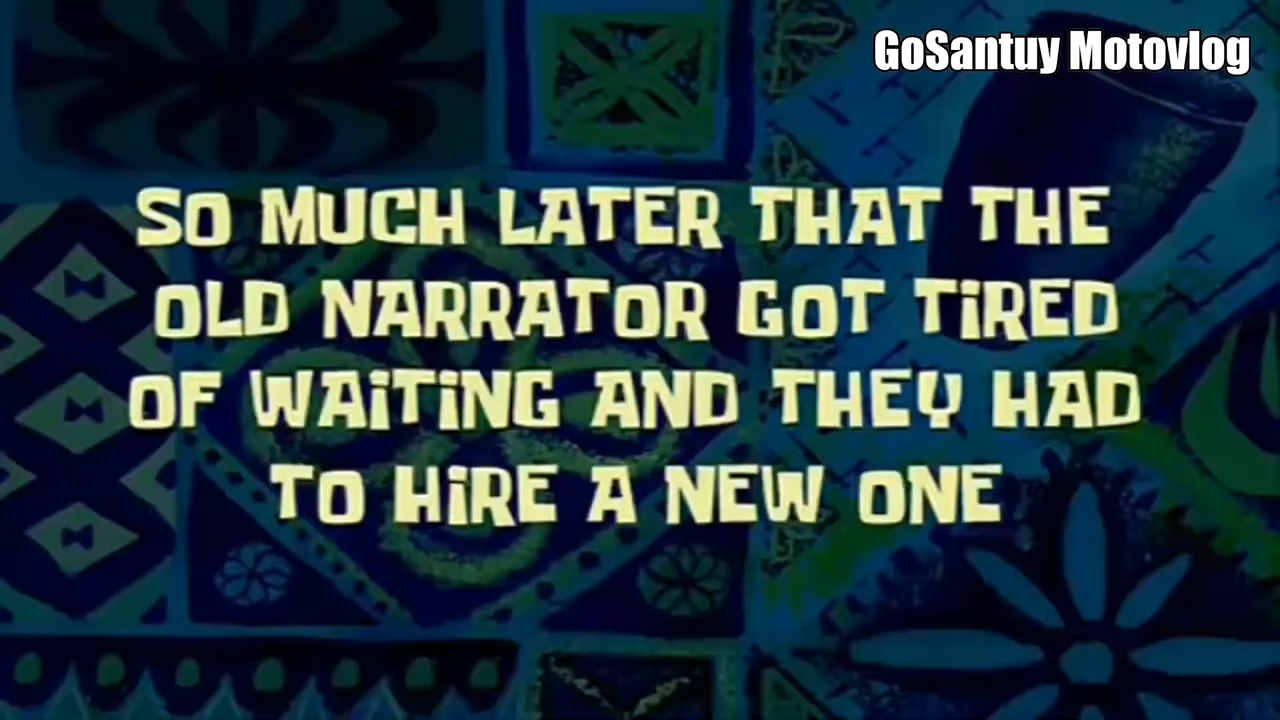 GoSantuy Motovlog
SO MUCH LATER THAT THE
OLD NARRATOR GOT TiRED
OF WAiTiNG AND THEY HAD
TO HiRE A NEW ONE